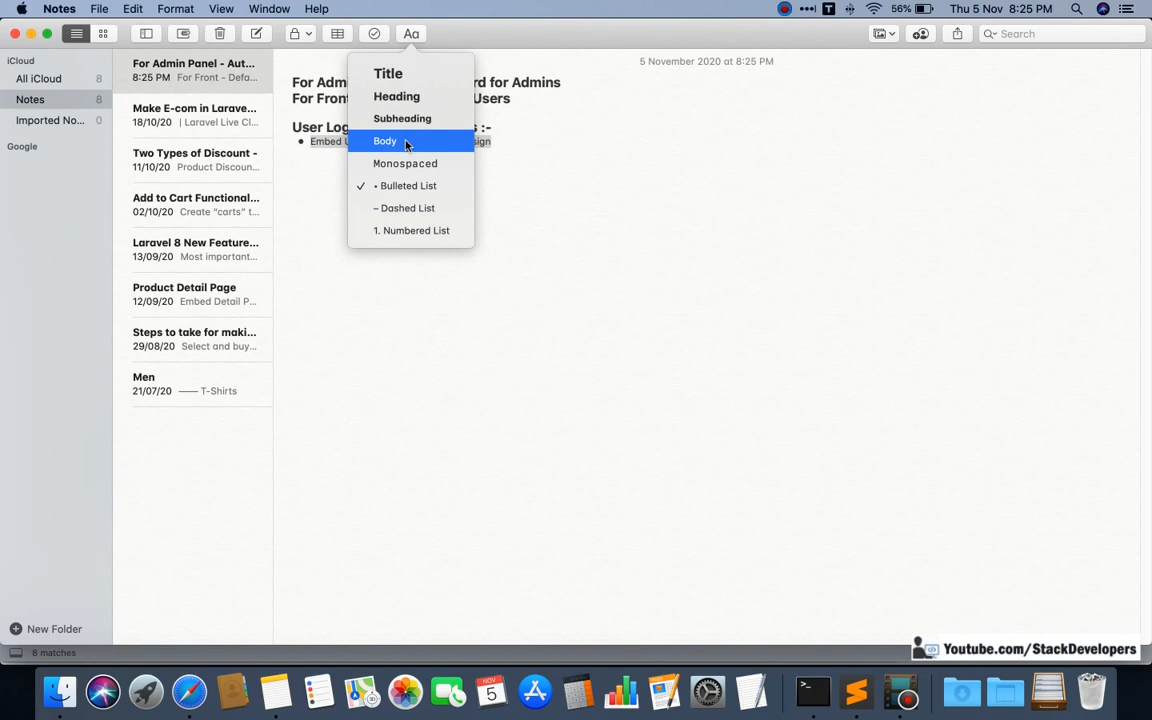 Notes File Edit Format View Window Help 56% Thu 5 Nov 8:25 PM
Aa Search
iCloud
All iCloud 8
Notes 8
Imported No... 0
Google
New Folder
8 matches
For Admin Panel - Aut...
8:25 PM For Front - Defa...
Make E-com in Larave...
18/10/20 | Laravel Live Cl...
Two Types of Discount -
11/10/20 Product Discoun...
Add to Cart Functional...
02/10/20 Create “carts” t...
Laravel 8 New Feature...
13/09/20 Most important...
Product Detail Page
12/09/20 Embed Detail P...
Steps to take for maki...
29/08/20 Select and buy...
Men
21/07/20 —— T-Shirts
5 November 2020 at 8:25 PM
For Admi rd for Admins
For Front Users
User Log s :-
• Embed U sign
Title
Heading
Subheading
Body
Monospaced
✓ • Bulleted List
– Dashed List
1. Numbered List
Youtube.com/StackDevelopers
NOV
5